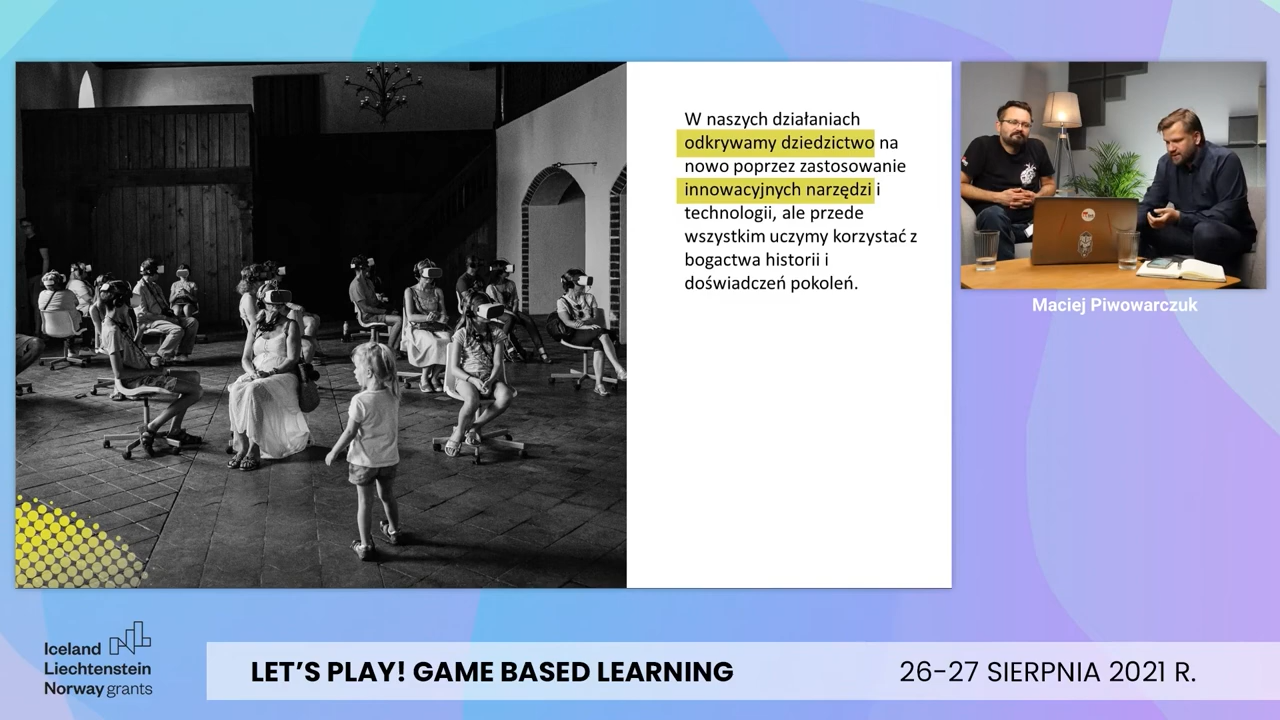 W naszych działaniach
odkrywamy dziedzictwo na
nowo poprzez zastosowanie
innowacyjnych narzędzi i
technologii, ale przede
wszystkim uczymy korzystać z
bogactwa historii i
doświadczeń pokoleń.
Maciej Piwowarczuk
Iceland
Liechtenstein
Norway grants
LET'S PLAY! GAME BASED LEARNING
26-27 SIERPNIA 2021 R.